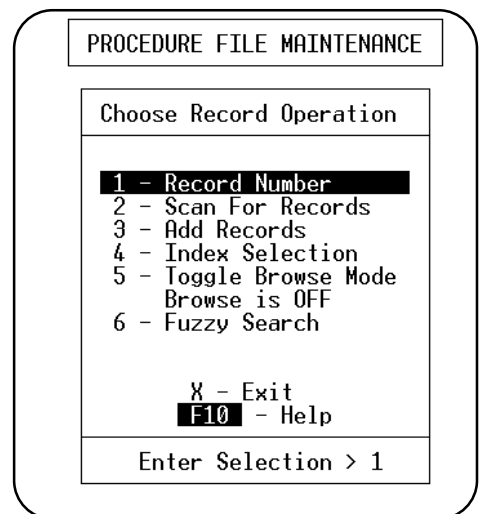 PROCEDURE FILE MAINTENANCE
Choose Record Operation
1 - Record Number
2 - Scan For Records
3 - Add Records
4 - Index Selection
5 - Toggle Browse Mode
Browse is OFF
6 - Fuzzy Search
X - Exit
F10 - Help
Enter Selection > 1